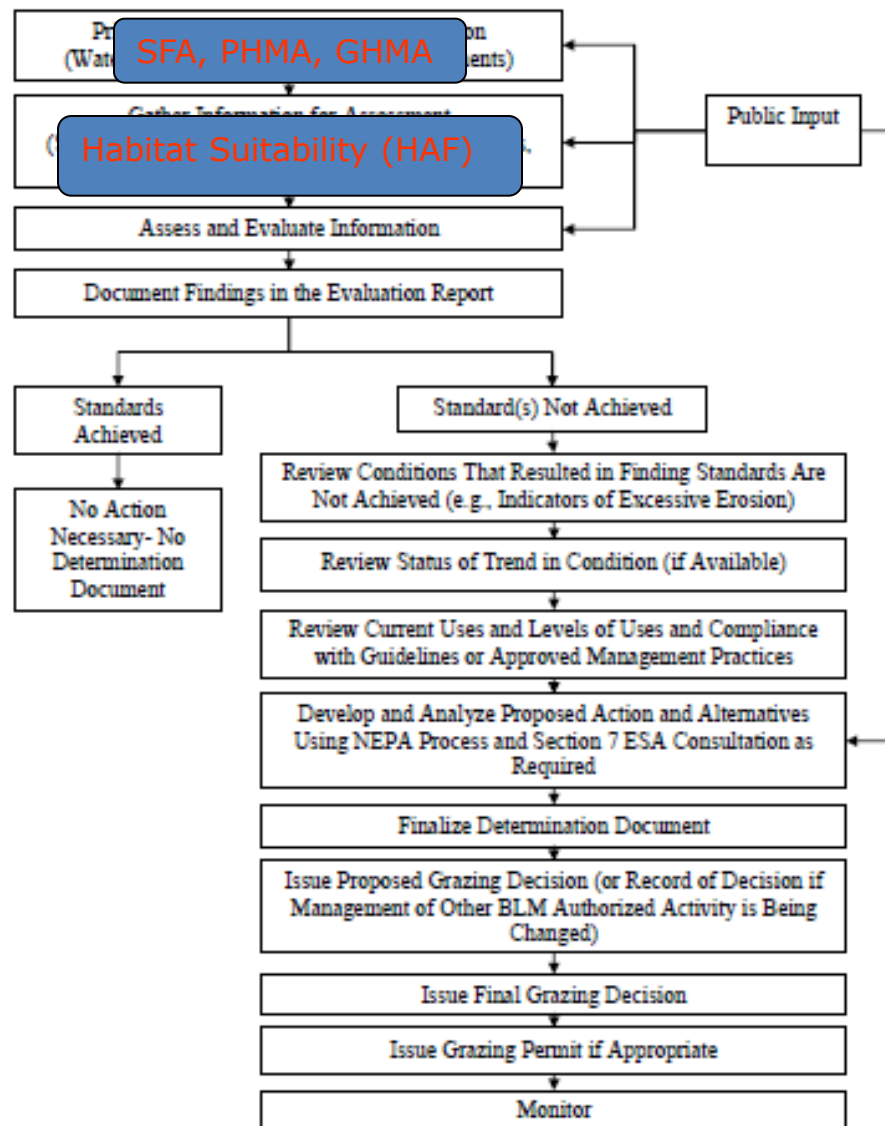 SFA, PHMA, GHMA
(Wate
ents)
Gather Information for Assessment
Habitat Suitability (HAF)
Public Input
Assess and Evaluate Information
Document Findings in the Evaluation Report
Standards
Achieved
Standard(s) Not Achieved
No Action
Necessary- No
Determination
Document
Review Conditions That Resulted in Finding Standards Are
Not Achieved (e.g., Indicators of Excessive Erosion)
Review Status of Trend in Condition (if Available)
Review Current Uses and Levels of Uses and Compliance
with Guidelines or Approved Management Practices
Develop and Analyze Proposed Action and Alternatives
Using NEPA Process and Section 7 ESA Consultation as
Required
Finalize Determination Document
Issue Proposed Grazing Decision (or Record of Decision if
Management of Other BLM Authorized Activity is Being
Changed)
Issue Final Grazing Decision
Issue Grazing Permit if Appropriate
Monitor